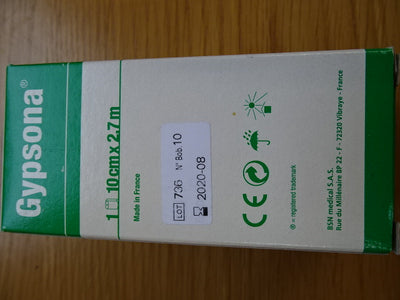 Gypsona®
1 10 cm x 2.7 m
Made in France
LOT 736 N° Bob. 10
2020-08
CE
® = registered trademark
BSN medical S.A.S.
Rue du Millénaire BP 22 - F - 72320 Vibraye - France